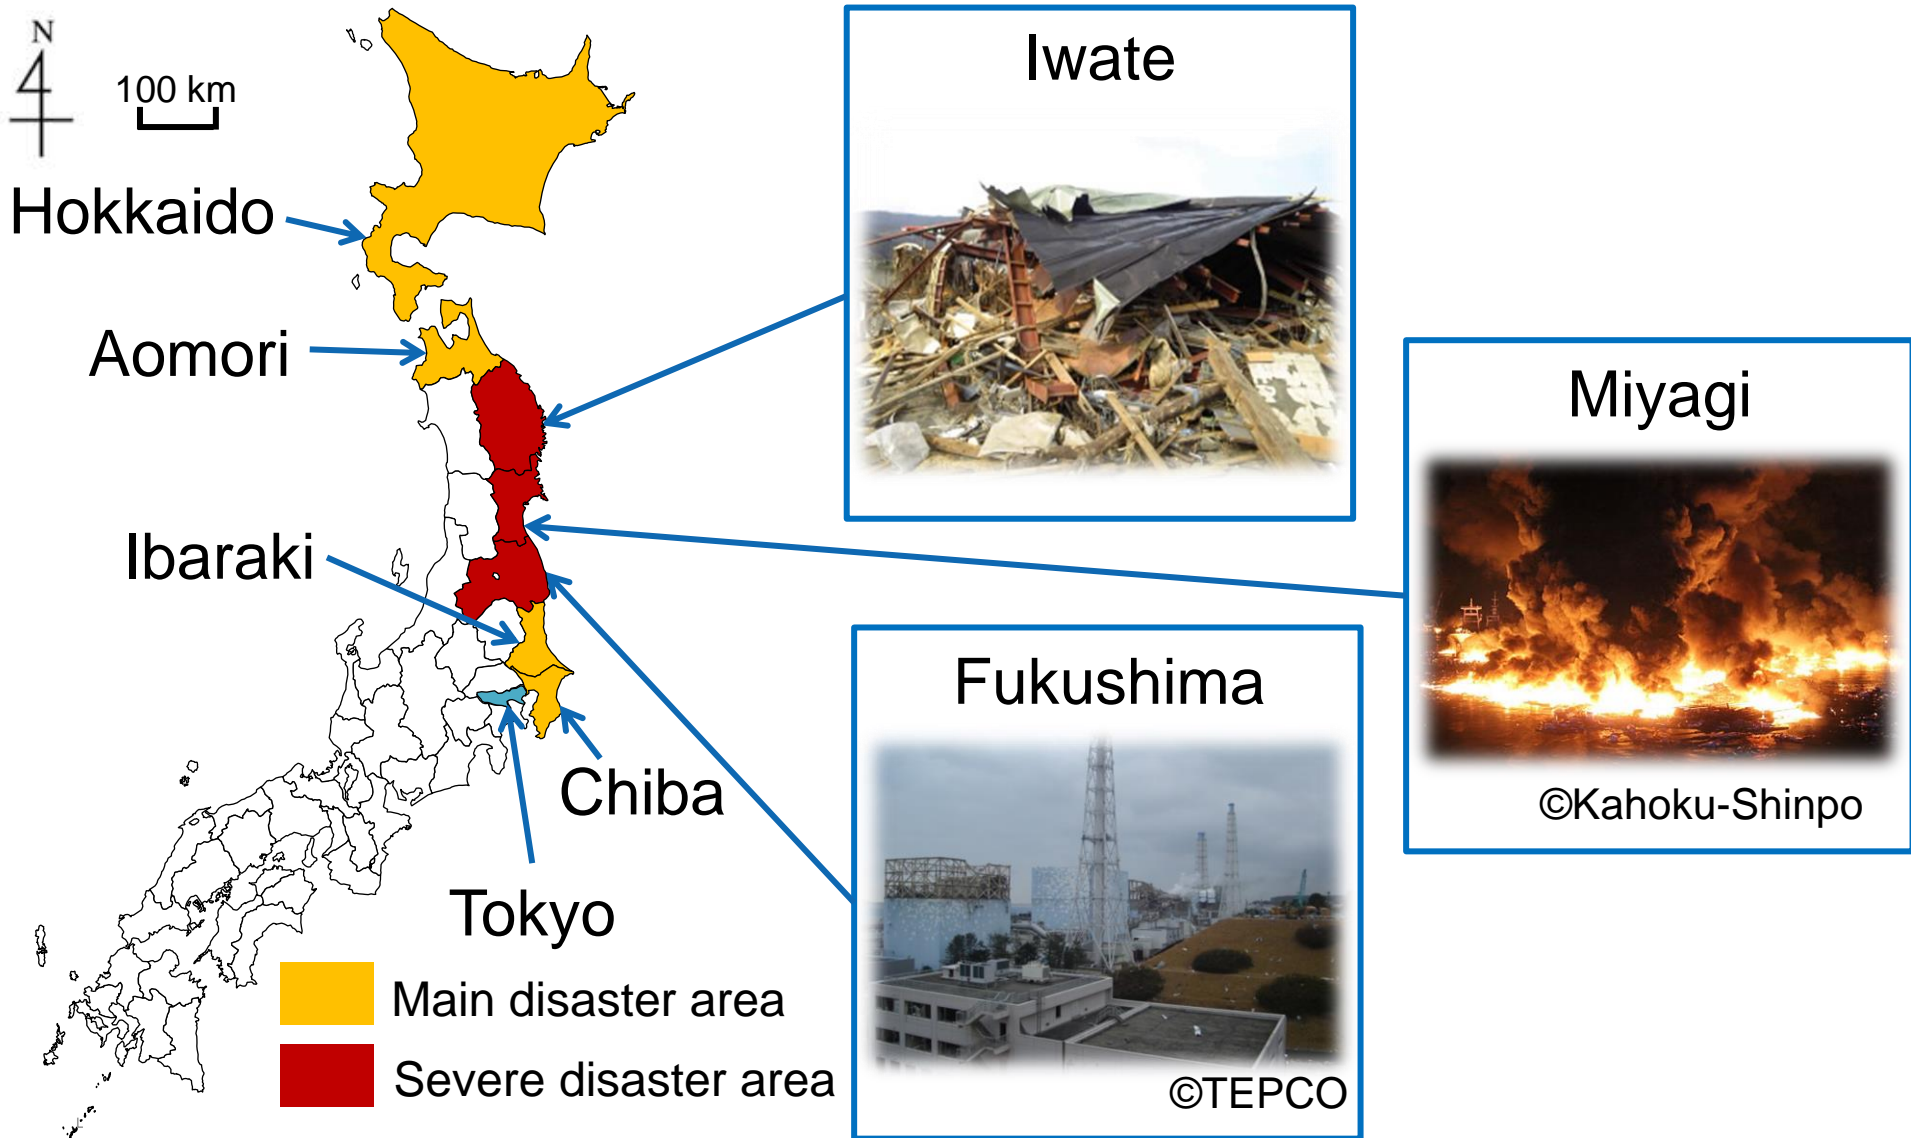 N
100 km
Hokkaido
Aomori
Ibaraki
Chiba
Tokyo
Main disaster area
Severe disaster area
Iwate
Miyagi
©Kahoku-Shinpo
Fukushima
©TEPCO